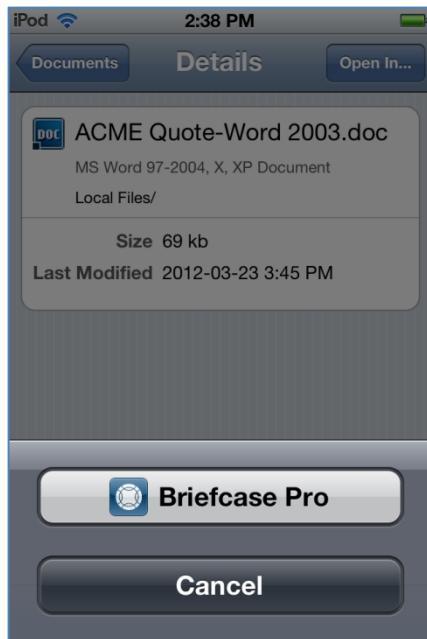 iPod 2:38 PM
Documents Details Open In...
DOC ACME Quote-Word 2003.doc
MS Word 97-2004, X, XP Document
Local Files/
Size 69 kb
Last Modified 2012-03-23 3:45 PM
Briefcase Pro
Cancel